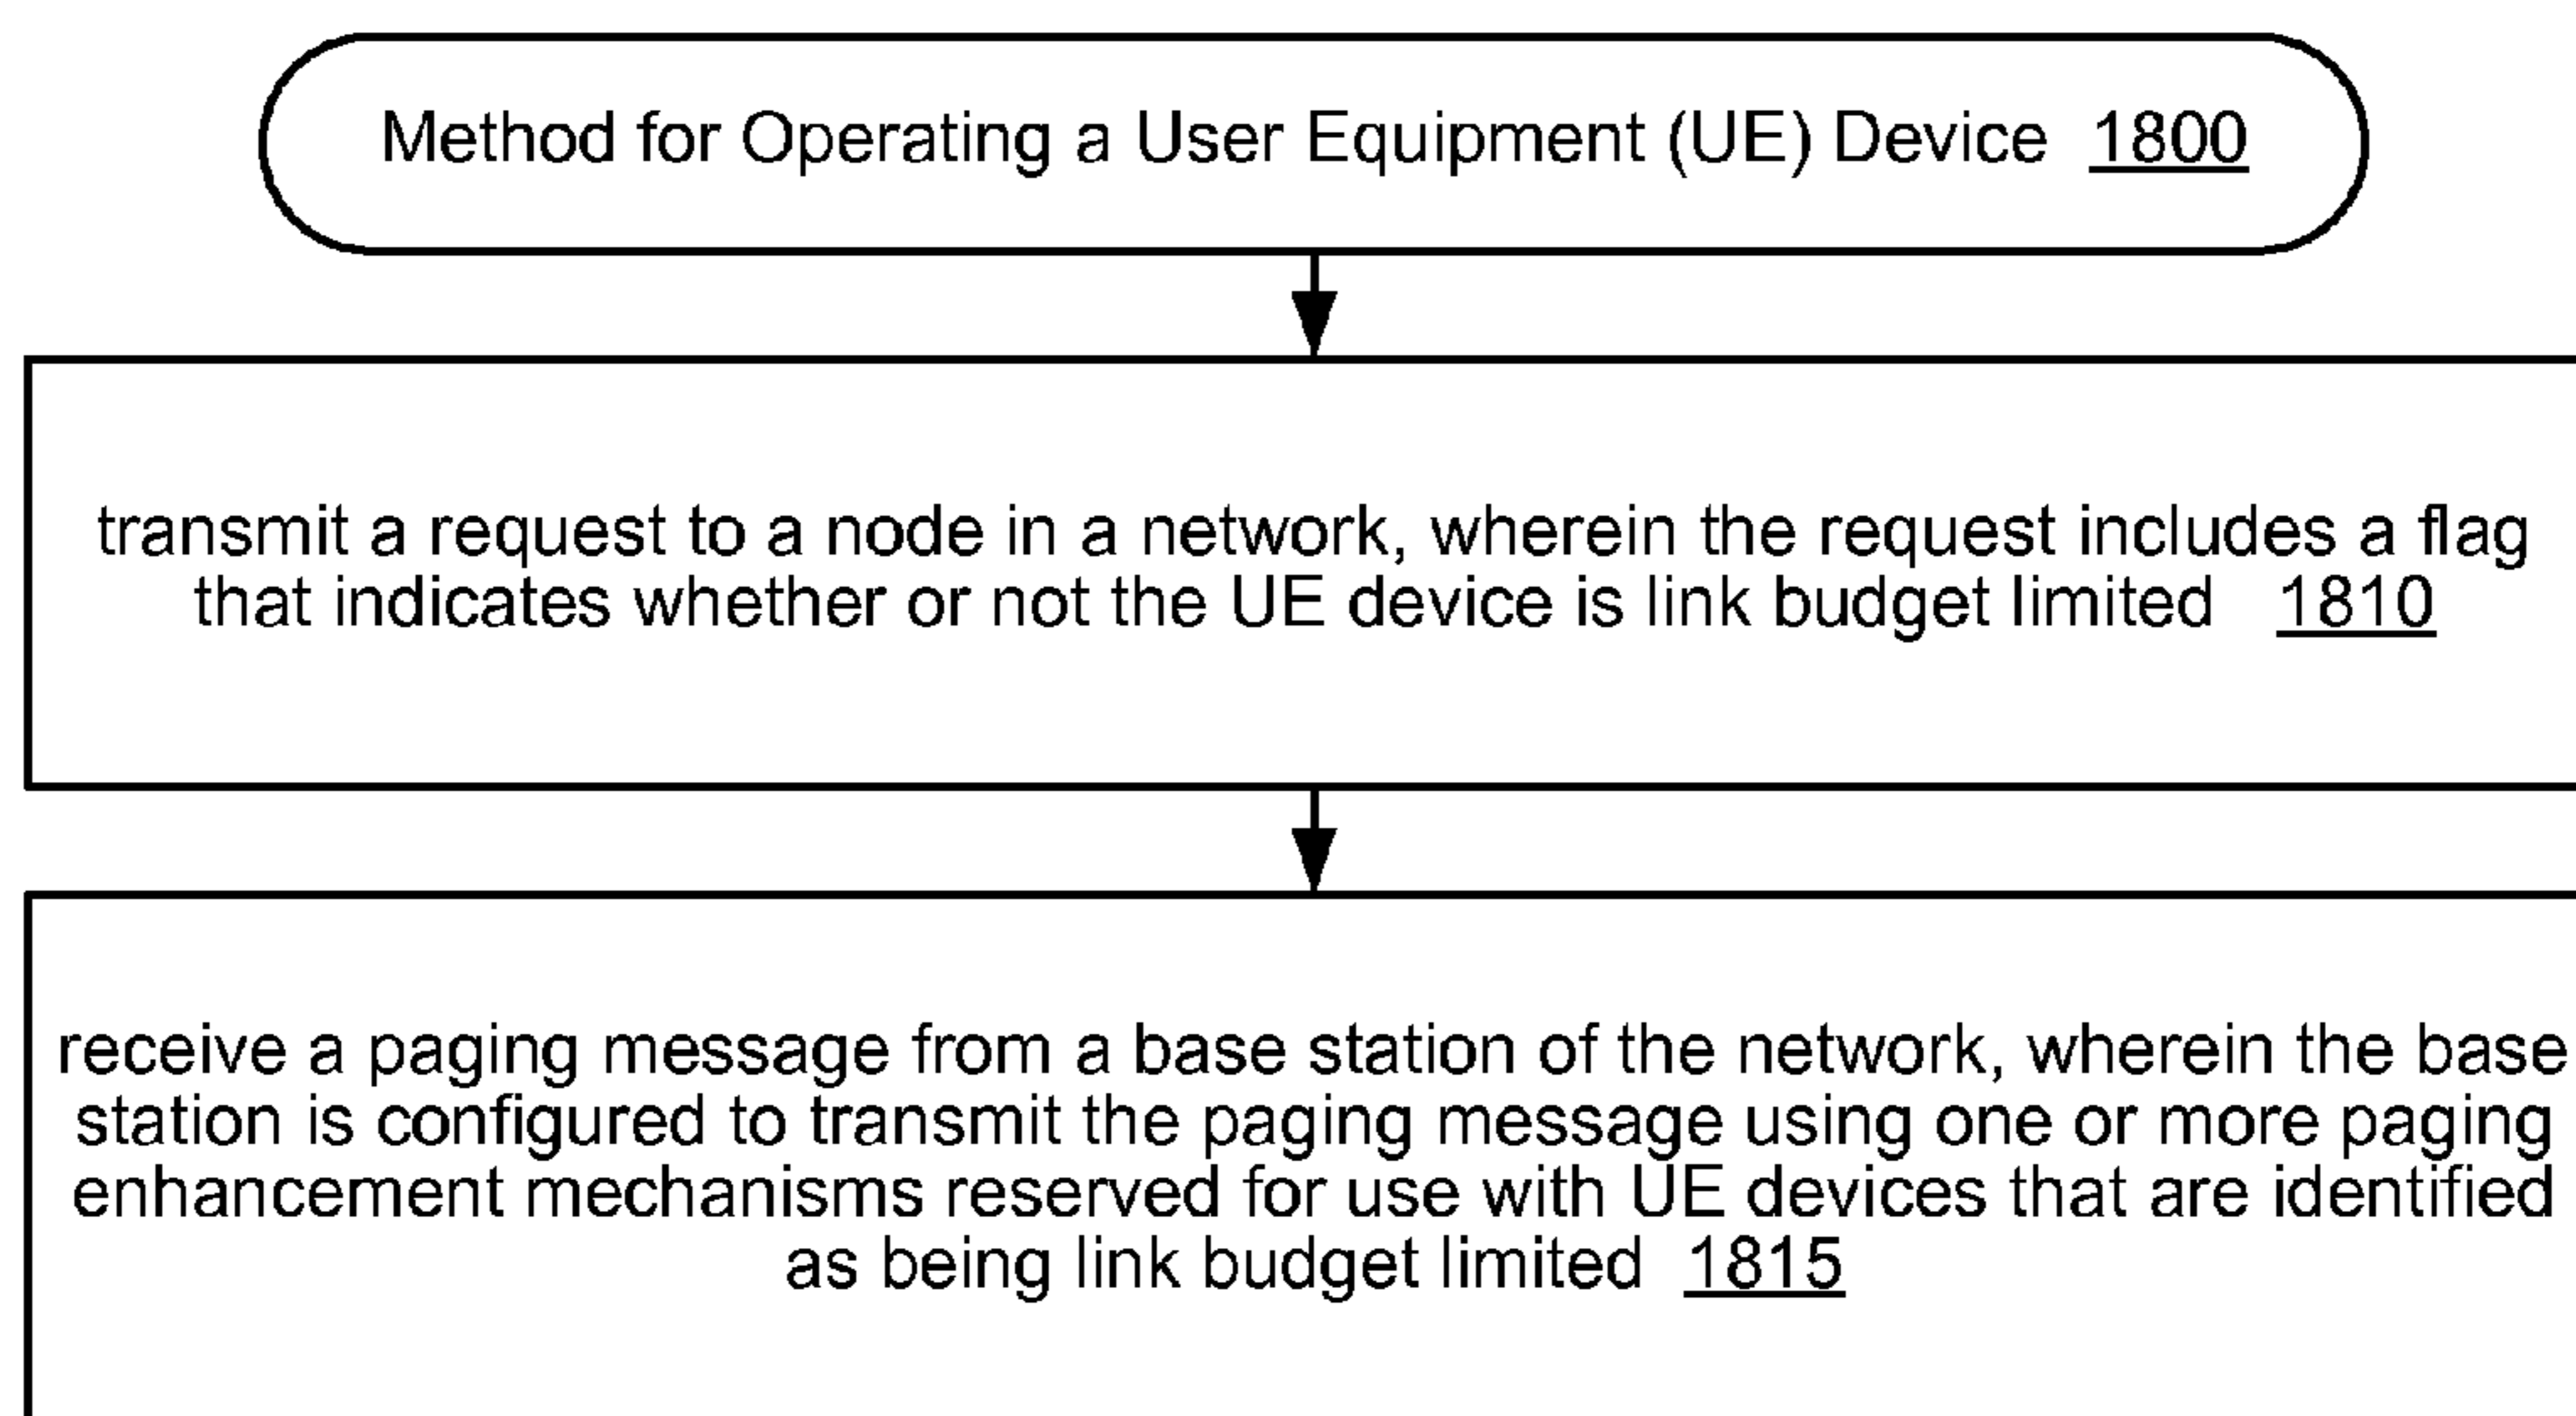 Method for Operating a User Equipment (UE) Device 1800
transmit a request to a node in a network, wherein the request includes a flag
that indicates whether or not the UE device is link budget limited 1810
receive a paging message from a base station of the network, wherein the base
station is configured to transmit the paging message using one or more paging
enhancement mechanisms reserved for use with UE devices that are identified
as being link budget limited 1815